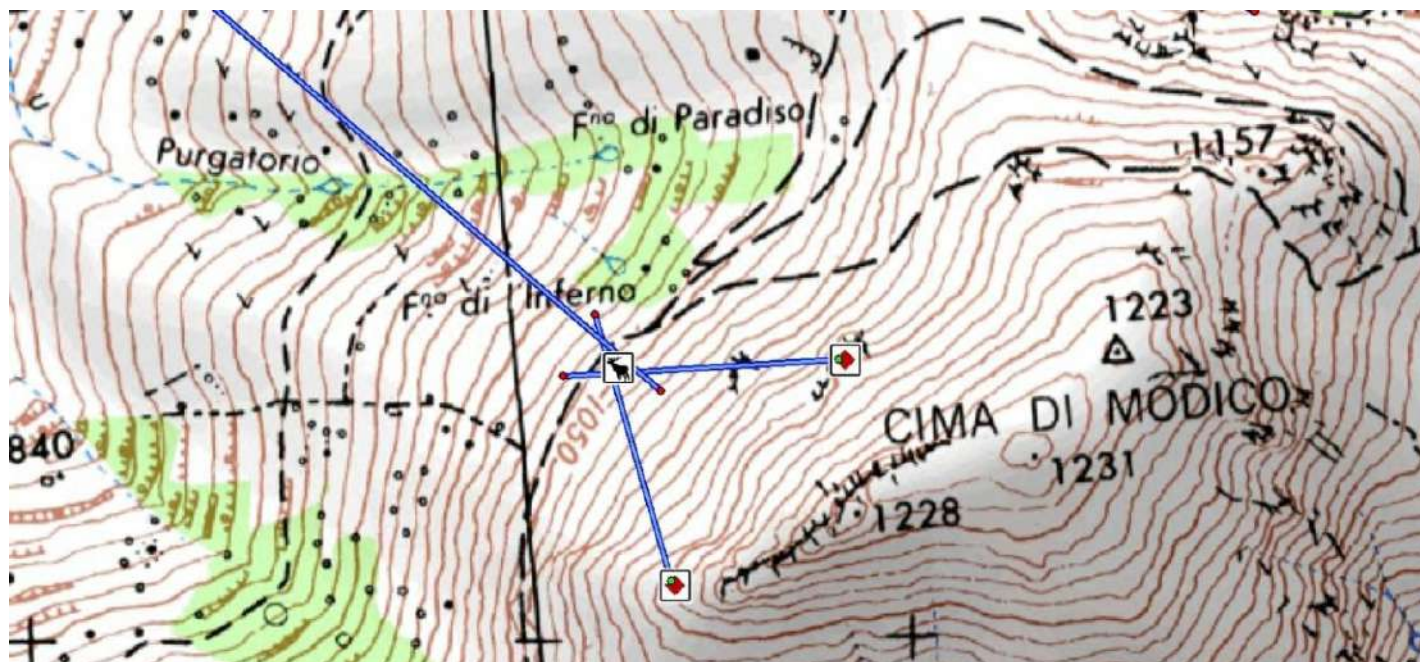 Fⁿᵒ di Paradiso
Purgatorio
1157
Fⁿᵒ di l'Inferno
1223
1050
CIMA DI MODICO
840
1231
1228